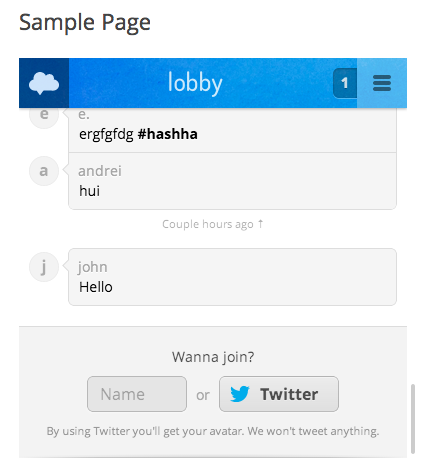 Sample Page
lobby
1
e
e.
ergfgfdg #hashha
a
andrei
hui
Couple hours ago ↑
j
john
Hello
Wanna join?
Name or Twitter
By using Twitter you'll get your avatar. We won't tweet anything.